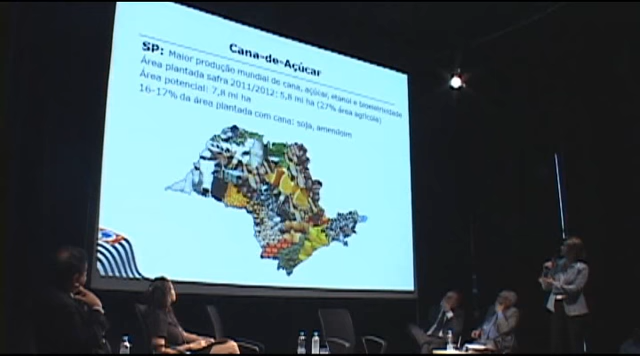 Cana-de-Açúcar
SP: Maior produção mundial de cana, açúcar, etanol e bioeletricidade
Área plantada safra 2011/2012: 5,8 mi ha (27% área agrícola)
Área potencial: 7,8 mi ha
16-17% da área plantada com cana: soja, amendoim